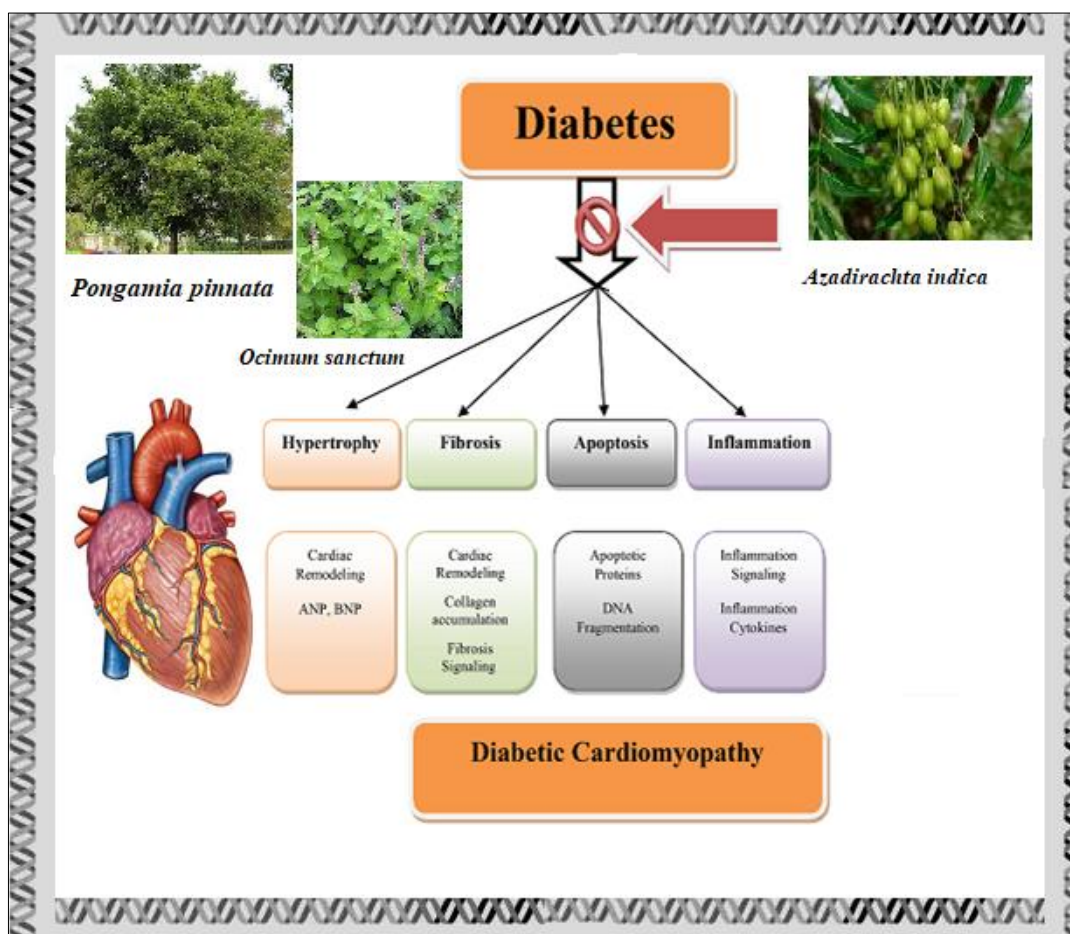 Diabetes
Pongamia pinnata
Azadirachta indica
Ocimum sanctum
Hypertrophy
Fibrosis
Apoptosis
Inflammation
Cardiac
Remodeling
ANP, BNP
Cardiac
Remodeling
Collagen
accumulation
Fibrosis
Signaling
Apoptotic
Proteins
DNA
Fragmentation
Inflammation
Signaling
Inflammation
Cytokines
Diabetic Cardiomyopathy